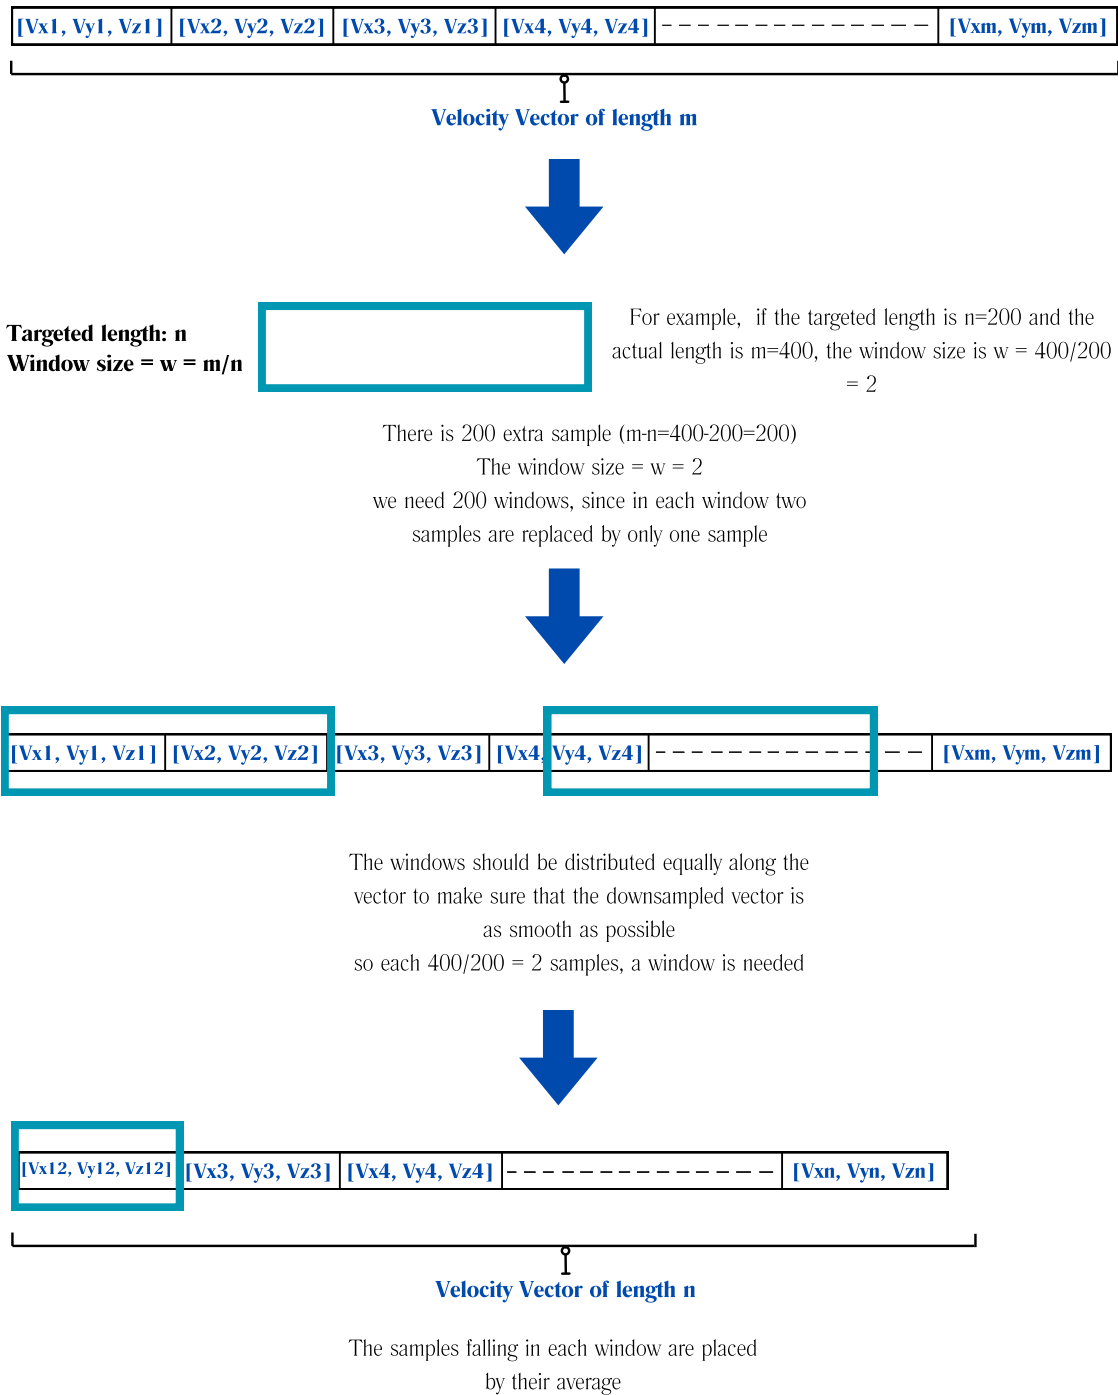 [Vx1, Vy1, Vz1] [Vx2, Vy2, Vz2] [Vx3, Vy3, Vz3] [Vx4, Vy4, Vz4] [Vxm, Vym, Vzm]
Velocity Vector of length m
Targeted length: n
Window size = w = m/n
For example, if the targeted length is n=200 and the
actual length is m=400, the window size is w = 400/200
= 2
There is 200 extra sample (m-n=400-200=200)
The window size = w = 2
we need 200 windows, since in each window two
samples are replaced by only one sample
[Vx1, Vy1, Vz1] [Vx2, Vy2, Vz2] [Vx3, Vy3, Vz3] [Vx4, Vy4, Vz4] [Vxm, Vym, Vzm]
The windows should be distributed equally along the
vector to make sure that the downsampled vector is
as smooth as possible
so each 400/200 = 2 samples, a window is needed
[Vx12, Vy12, Vz12] [Vx3, Vy3, Vz3] [Vx4, Vy4, Vz4] [Vxn, Vyn, Vzn]
Velocity Vector of length n
The samples falling in each window are placed
by their average